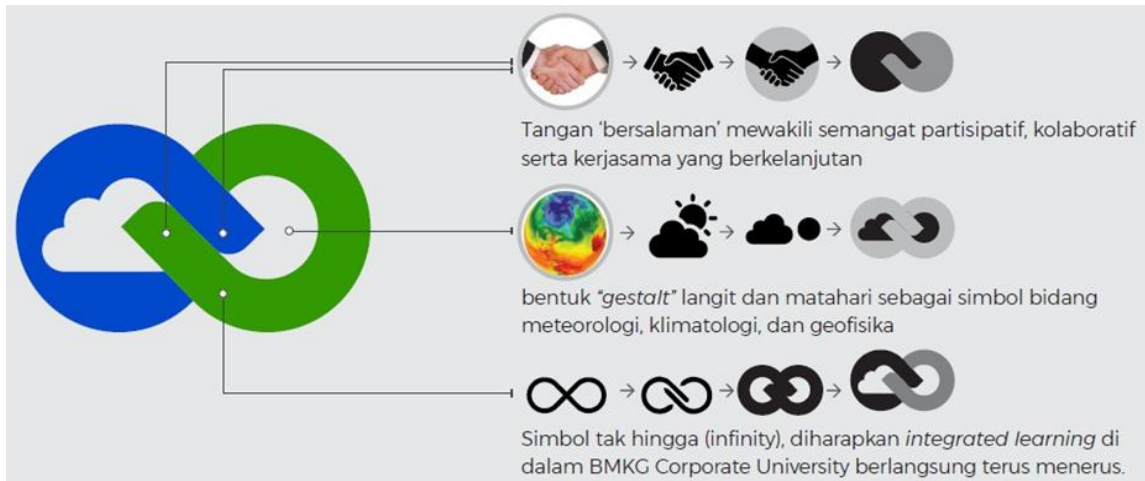 Tangan ‘bersalaman’ mewakili semangat partisipatif, kolaboratif
serta kerjasama yang berkelanjutan
bentuk “gestalt” langit dan matahari sebagai simbol bidang
meteorologi, klimatologi, dan geofisika
Simbol tak hingga (infinity), diharapkan integrated learning di
dalam BMKG Corporate University berlangsung terus menerus.